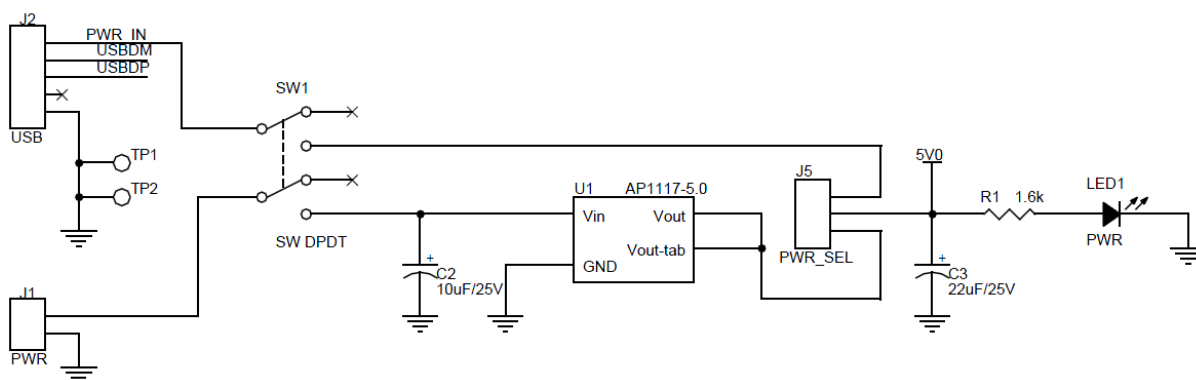 J2
PWR_IN
USBDM
USBDP
USB
TP1
TP2
SW1
SW DPDT
J1
PWR
U1 AP1117-5.0
Vin Vout
Vout-tab
GND
+
C2
10uF/25V
J5
PWR_SEL
5V0
R1 1.6k
LED1
PWR
+
C3
22uF/25V